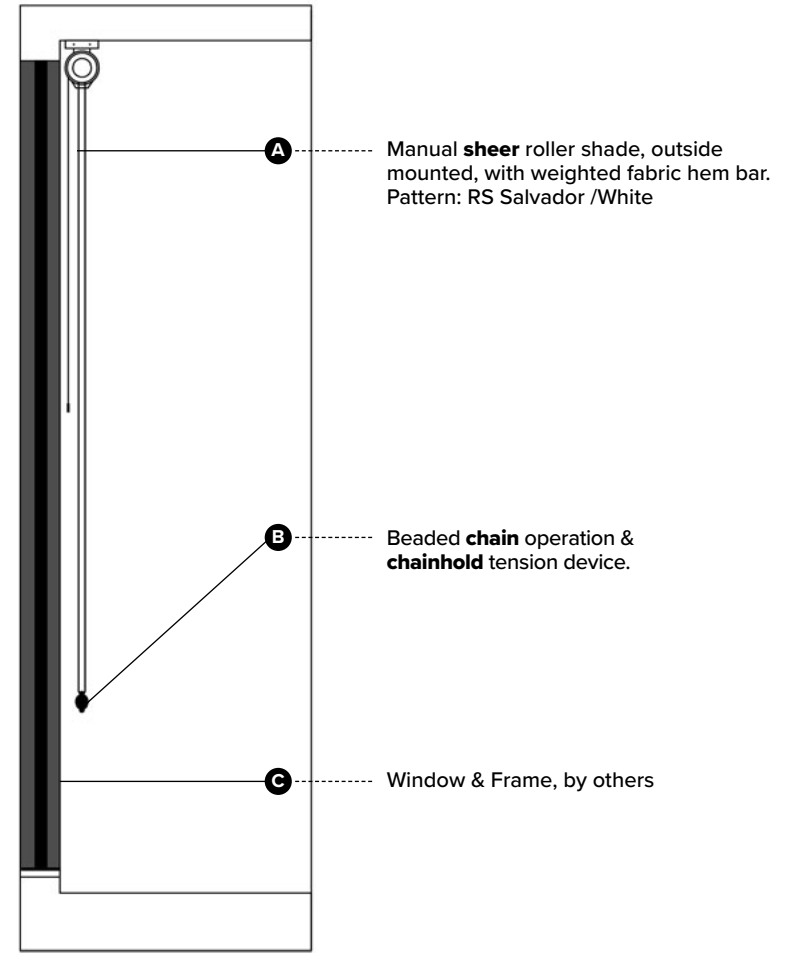 A
Manual sheer roller shade, outside
mounted, with weighted fabric hem bar.
Pattern: RS Salvador /White
B
Beaded chain operation &
chainhold tension device.
C
Window & Frame, by others